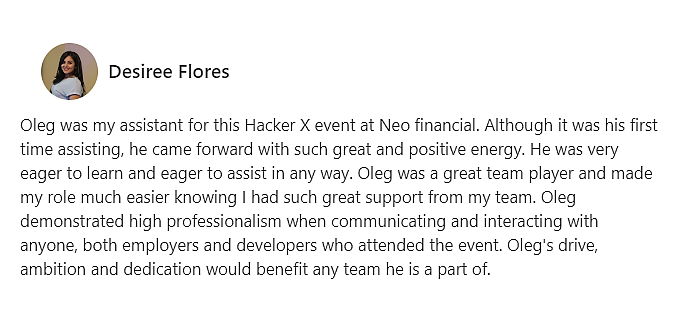 Desiree Flores
Oleg was my assistant for this Hacker X event at Neo financial. Although it was his first
time assisting, he came forward with such great and positive energy. He was very
eager to learn and eager to assist in any way. Oleg was a great team player and made
my role much easier knowing I had such great support from my team. Oleg
demonstrated high professionalism when communicating and interacting with
anyone, both employers and developers who attended the event. Oleg's drive,
ambition and dedication would benefit any team he is a part of.